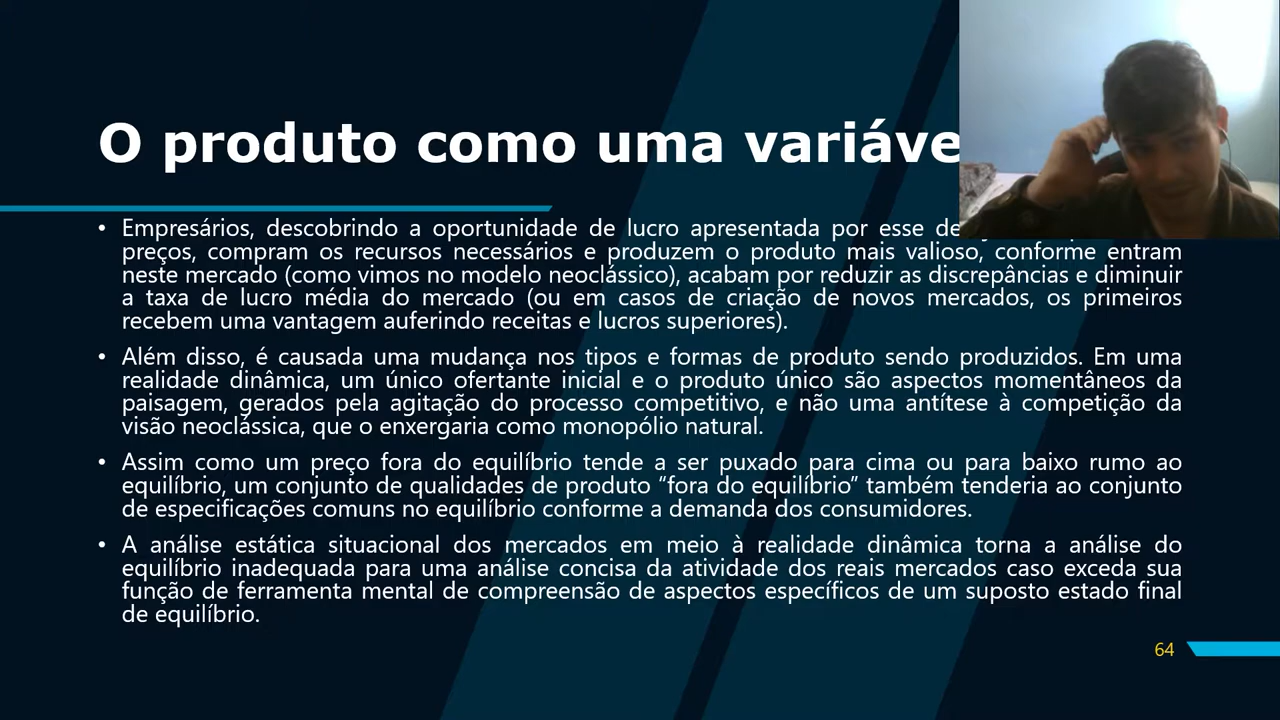 O produto como uma variáve
• Empresários, descobrindo a oportunidade de lucro apresentada por esse
preços, compram os recursos necessários e produzem o produto mais valioso, conforme entram
neste mercado (como vimos no modelo neoclássico), acabam por reduzir as discrepâncias e diminuir
a taxa de lucro média do mercado (ou em casos de criação de novos mercados, os primeiros
recebem uma vantagem auferindo receitas e lucros superiores).
• Além disso, é causada uma mudança nos tipos e formas de produto sendo produzidos. Em uma
realidade dinâmica, um único ofertante inicial e o produto único são aspectos momentâneos da
paisagem, gerados pela agitação do processo competitivo, e não uma antítese à competição da
visão neoclássica, que o enxergaria como monopólio natural.
• Assim como um preço fora do equilíbrio tende a ser puxado para cima ou para baixo rumo ao
equilíbrio, um conjunto de qualidades de produto “fora do equilíbrio” também tenderia ao conjunto
de especificações comuns no equilíbrio conforme a demanda dos consumidores.
• A análise estática situacional dos mercados em meio à realidade dinâmica torna a análise do
equilíbrio inadequada para uma análise concisa da atividade dos reais mercados caso exceda sua
função de ferramenta mental de compreensão de aspectos específicos de um suposto estado final
de equilíbrio.
64